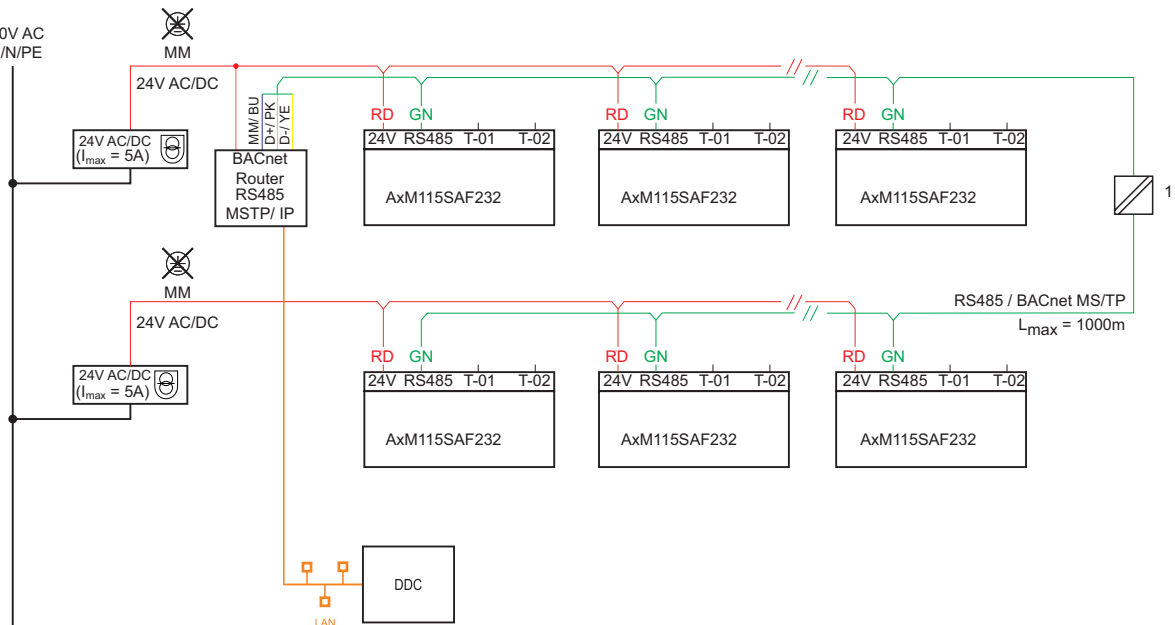 0V AC
/N/PE
MM
24V AC/DC
24V AC/DC
(Imax = 5A)
MM/ BU
D+/ PK
D-/ YE
BACnet
Router
RS485
MSTP/ IP
RD GN
24V RS485 T-01 T-02
AxM115SAF232
RD GN
24V RS485 T-01 T-02
AxM115SAF232
RD GN
24V RS485 T-01 T-02
AxM115SAF232
1
MM
24V AC/DC
24V AC/DC
(Imax = 5A)
RS485 / BACnet MS/TP
Lmax = 1000m
RD GN
24V RS485 T-01 T-02
AxM115SAF232
RD GN
24V RS485 T-01 T-02
AxM115SAF232
RD GN
24V RS485 T-01 T-02
AxM115SAF232
DDC
LAN